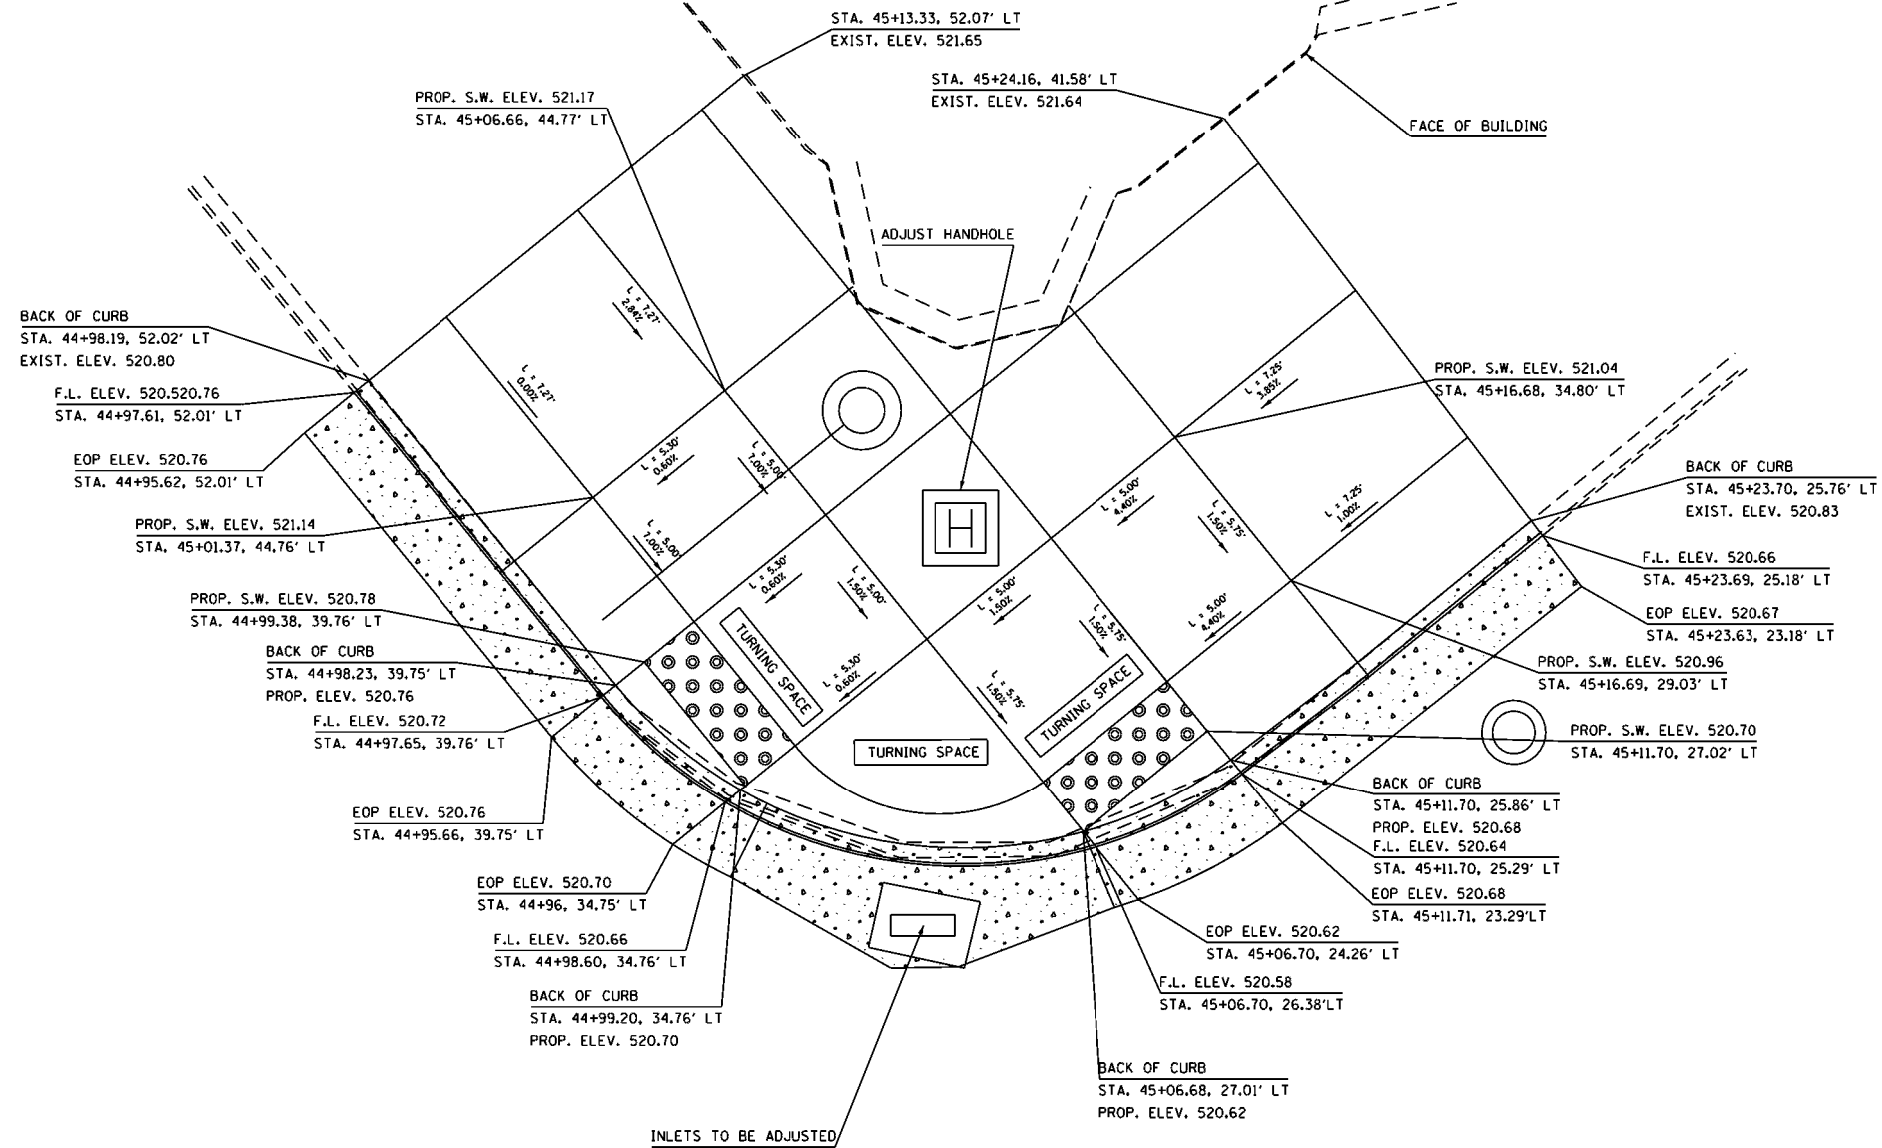 STA. 45+13.33, 52.07' LT
EXIST. ELEV. 521.65
STA. 45+24.16, 41.58' LT
EXIST. ELEV. 521.64
PROP. S.W. ELEV. 521.17
STA. 45+06.66, 44.77' LT
FACE OF BUILDING
ADJUST HANDHOLE
BACK OF CURB
STA. 44+98.19, 52.02' LT
EXIST. ELEV. 520.80
F.L. ELEV. 520.520.76
STA. 44+97.61, 52.01' LT
EOP ELEV. 520.76
STA. 44+95.62, 52.01' LT
PROP. S.W. ELEV. 521.14
STA. 45+01.37, 44.76' LT
PROP. S.W. ELEV. 520.78
STA. 44+99.38, 39.76' LT
BACK OF CURB
STA. 44+98.23, 39.75' LT
PROP. ELEV. 520.76
F.L. ELEV. 520.72
STA. 44+97.65, 39.76' LT
EOP ELEV. 520.76
STA. 44+95.66, 39.75' LT
EOP ELEV. 520.70
STA. 44+96, 34.75' LT
F.L. ELEV. 520.66
STA. 44+98.60, 34.76' LT
BACK OF CURB
STA. 44+99.20, 34.76' LT
PROP. ELEV. 520.70
INLETS TO BE ADJUSTED
L = 7.27'
2.84%
L = 7.27'
0.00%
L = 5.30'
0.60%
L = 5.00'
7.00%
L = 5.00'
7.00%
L = 5.30'
0.60%
L = 5.00'
1.50%
L = 5.30'
0.60%
H
L = 5.00'
1.50%
L = 5.75'
1.50%
L = 5.75'
1.50%
L = 5.00'
4.40%
L = 5.75'
1.50%
L = 5.00'
4.40%
L = 7.25'
3.85%
L = 7.25'
1.00%
TURNING SPACE
TURNING SPACE
TURNING SPACE
PROP. S.W. ELEV. 521.04
STA. 45+16.68, 34.80' LT
BACK OF CURB
STA. 45+23.70, 25.76' LT
EXIST. ELEV. 520.83
F.L. ELEV. 520.66
STA. 45+23.69, 25.18' LT
EOP ELEV. 520.67
STA. 45+23.63, 23.18' LT
PROP. S.W. ELEV. 520.96
STA. 45+16.69, 29.03' LT
PROP. S.W. ELEV. 520.70
STA. 45+11.70, 27.02' LT
BACK OF CURB
STA. 45+11.70, 25.86' LT
PROP. ELEV. 520.68
F.L. ELEV. 520.64
STA. 45+11.70, 25.29' LT
EOP ELEV. 520.68
STA. 45+11.71, 23.29'LT
EOP ELEV. 520.62
STA. 45+06.70, 24.26' LT
F.L. ELEV. 520.58
STA. 45+06.70, 26.38'LT
BACK OF CURB
STA. 45+06.68, 27.01' LT
PROP. ELEV. 520.62